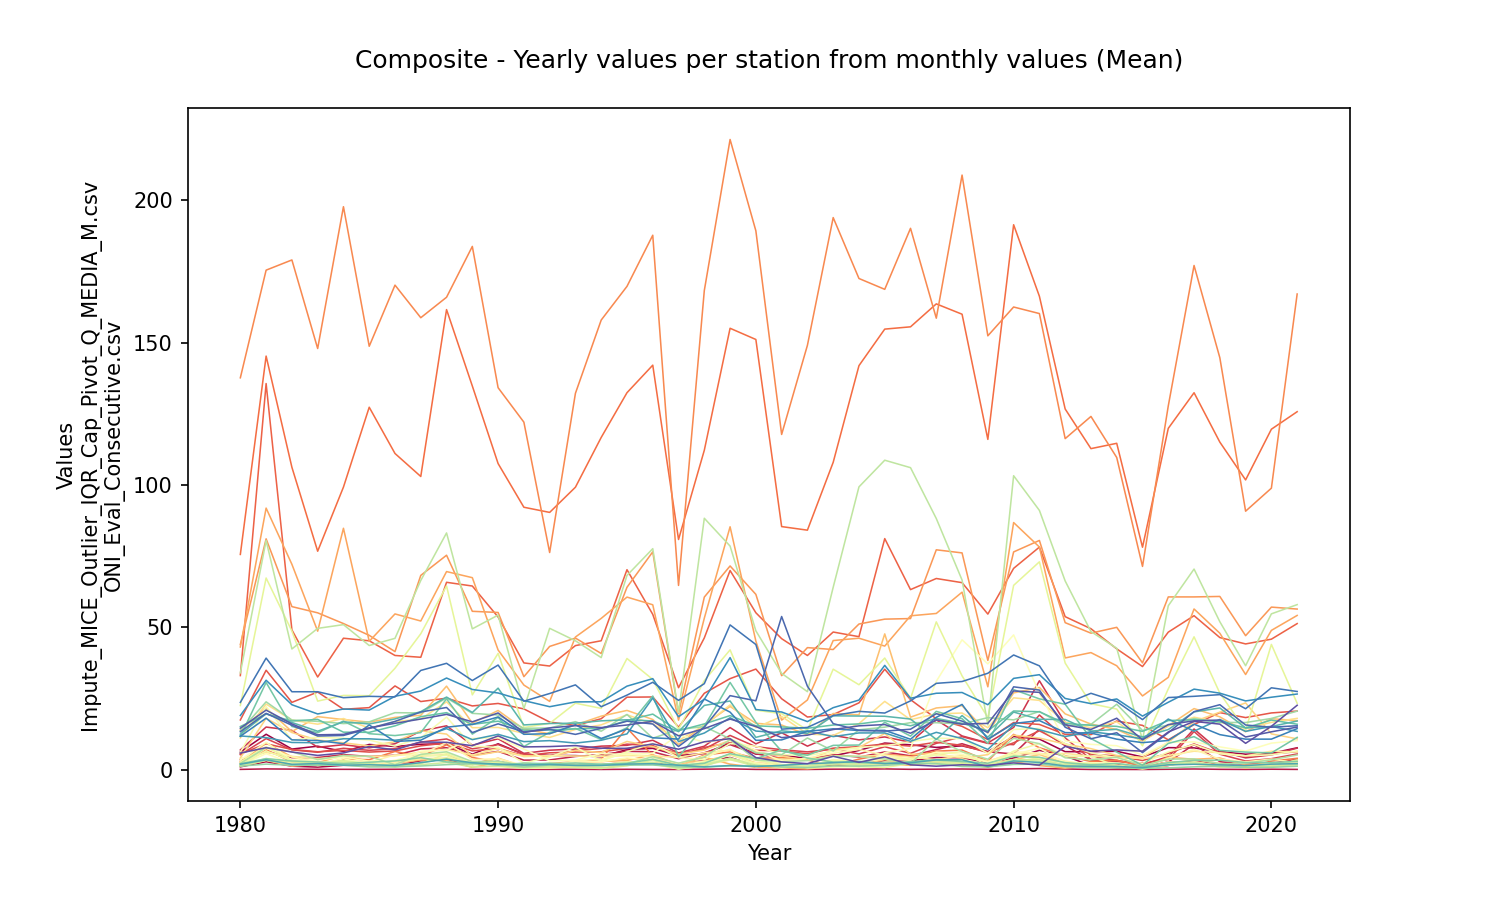 Composite - Yearly values per station from monthly values (Mean)
Values
Impute_MICE_Outlier_IQR_Cap_Pivot_Q_MEDIA_M.csv
ONI_Eval_Consecutive.csv
200
150
100
50
0
1980
1990
2000
2010
2020
Year